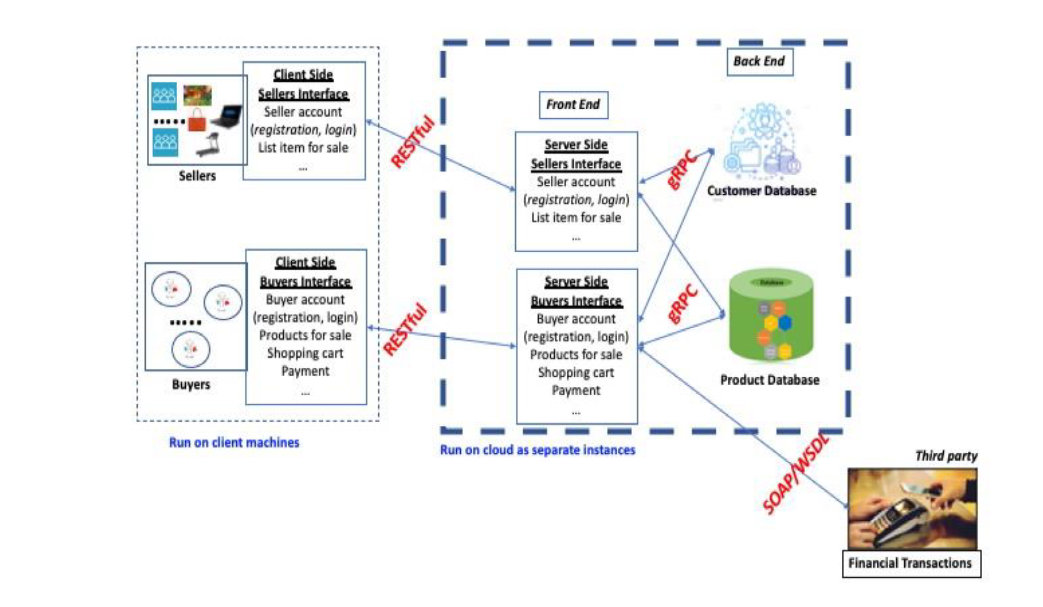 Client Side
Sellers Interface
Seller account
(registration, login)
List item for sale
...
Sellers
Client Side
Buyers Interface
Buyer account
(registration, login)
Products for sale
Shopping cart
Payment
...
Buyers
Run on client machines
RESTful
RESTful
Front End
Server Side
Sellers Interface
Seller account
(registration, login)
List item for sale
...
Server Side
Buyers Interface
Buyer account
(registration, login)
Products for sale
Shopping cart
Payment
...
Run on cloud as separate instances
Back End
gRPC
Customer Database
gRPC
Database
Product Database
SOAP/WSDL
Third party
Financial Transactions